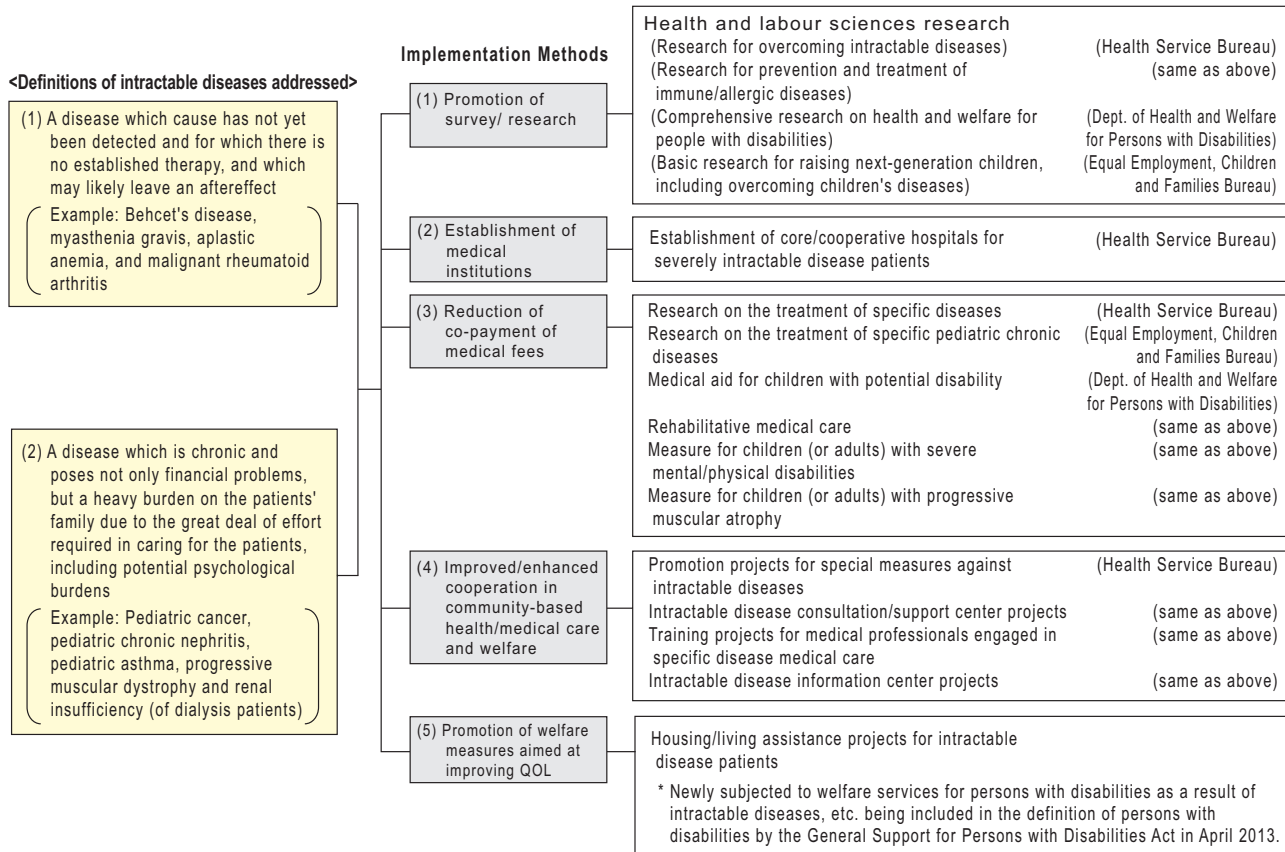 <Definitions of intractable diseases addressed>
(1) A disease which cause has not yet
been detected and for which there is
no established therapy, and which
may likely leave an aftereffect
Example: Behcet's disease,
myasthenia gravis, aplastic
anemia, and malignant rheumatoid
arthritis
(2) A disease which is chronic and
poses not only financial problems,
but a heavy burden on the patients'
family due to the great deal of effort
required in caring for the patients,
including potential psychological
burdens
Example: Pediatric cancer,
pediatric chronic nephritis,
pediatric asthma, progressive
muscular dystrophy and renal
insufficiency (of dialysis patients)
Implementation Methods
(1) Promotion of
survey/ research
Health and labour sciences research
(Research for overcoming intractable diseases) (Health Service Bureau)
(Research for prevention and treatment of (same as above)
immune/allergic diseases)
(Comprehensive research on health and welfare for (Dept. of Health and Welfare
people with disabilities) for Persons with Disabilities)
(Basic research for raising next-generation children, (Equal Employment, Children
including overcoming children's diseases) and Families Bureau)
(2) Establishment of
medical
institutions
Establishment of core/cooperative hospitals for (Health Service Bureau)
severely intractable disease patients
(3) Reduction of
co-payment of
medical fees
Research on the treatment of specific diseases (Health Service Bureau)
Research on the treatment of specific pediatric chronic (Equal Employment, Children
diseases and Families Bureau)
Medical aid for children with potential disability (Dept. of Health and Welfare
for Persons with Disabilities)
Rehabilitative medical care (same as above)
Measure for children (or adults) with severe (same as above)
mental/physical disabilities
Measure for children (or adults) with progressive (same as above)
muscular atrophy
(4) Improved/enhanced
cooperation in
community-based
health/medical care
and welfare
Promotion projects for special measures against (Health Service Bureau)
intractable diseases
Intractable disease consultation/support center projects (same as above)
Training projects for medical professionals engaged in (same as above)
specific disease medical care
Intractable disease information center projects (same as above)
(5) Promotion of welfare
measures aimed at
improving QOL
Housing/living assistance projects for intractable
disease patients
* Newly subjected to welfare services for persons with disabilities as a result of
intractable diseases, etc. being included in the definition of persons with
disabilities by the General Support for Persons with Disabilities Act in April 2013.